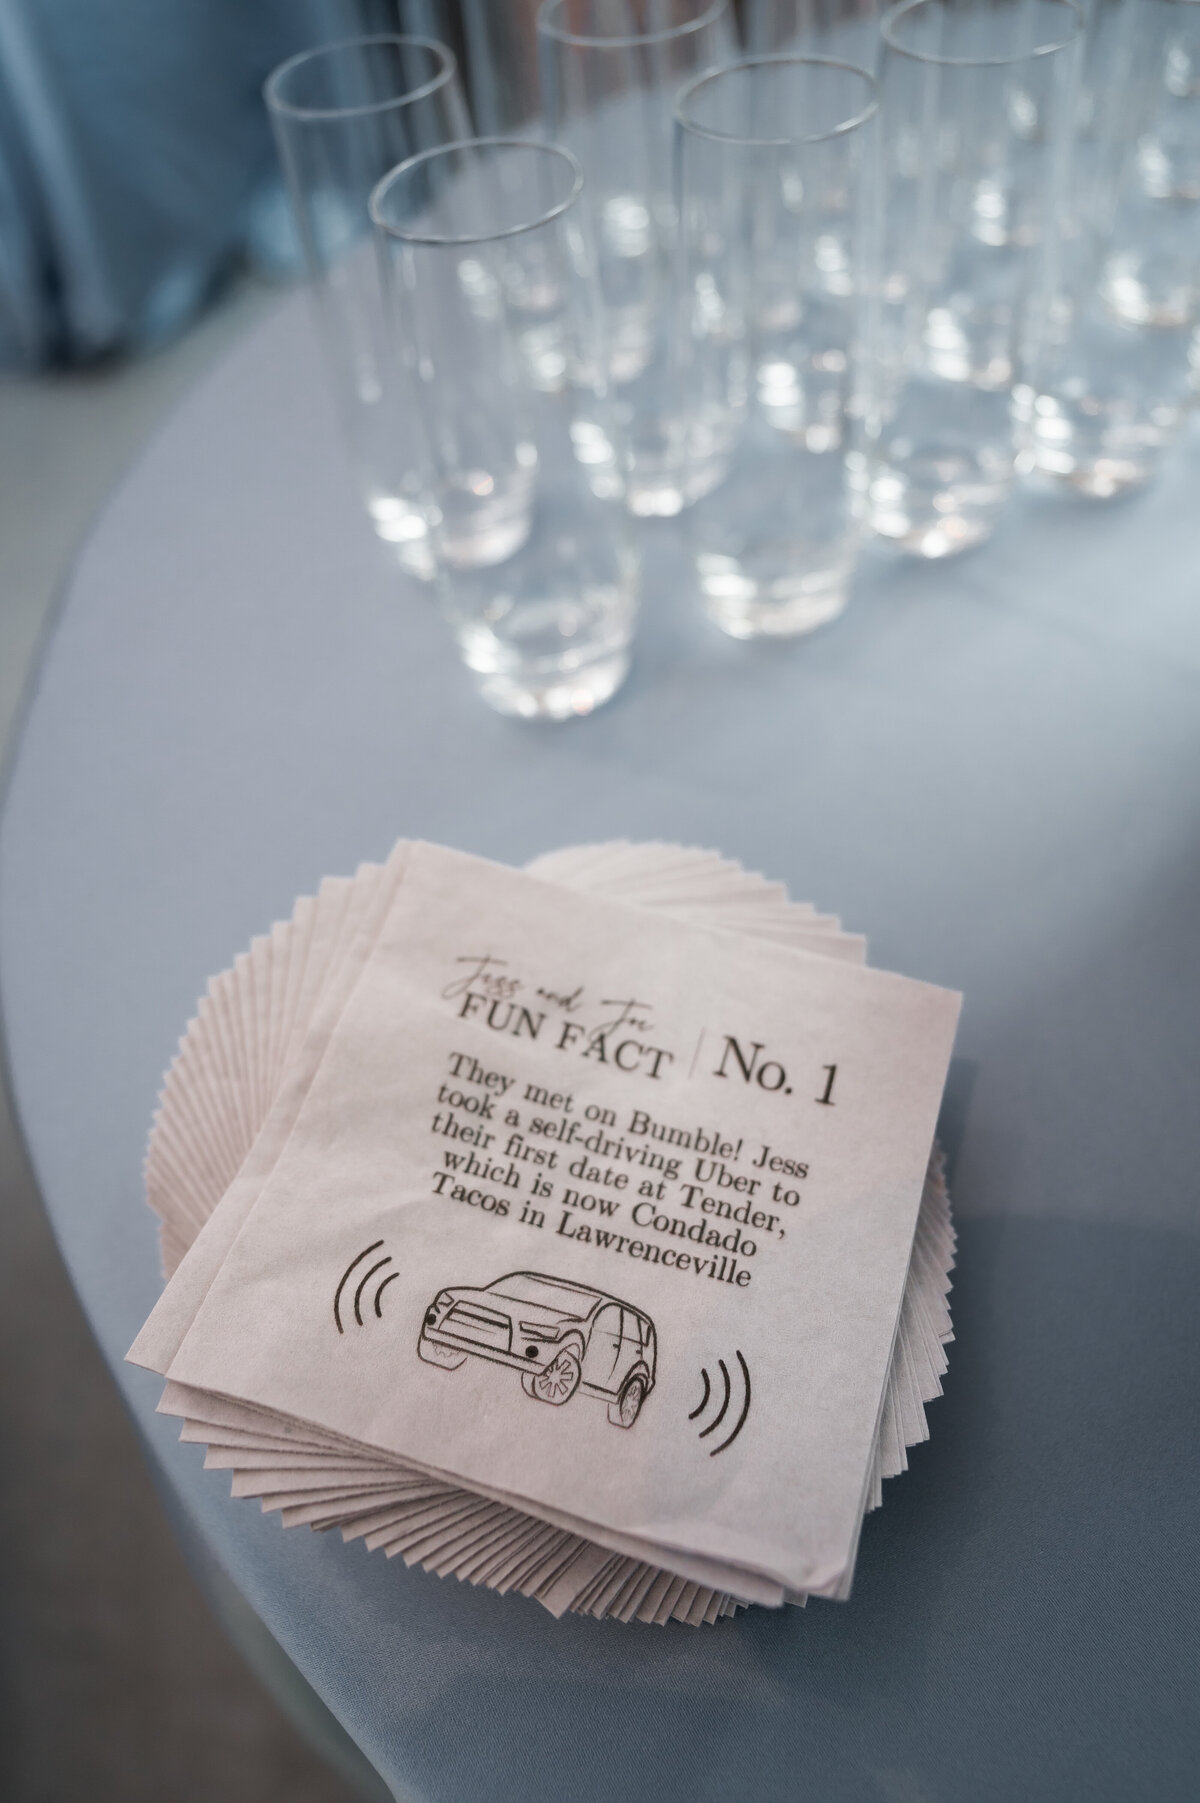 Jess and Joe
FUN FACT | No. 1
They met on Bumble! Jess
took a self-driving Uber to
their first date at Tender,
which is now Condado
Tacos in Lawrenceville